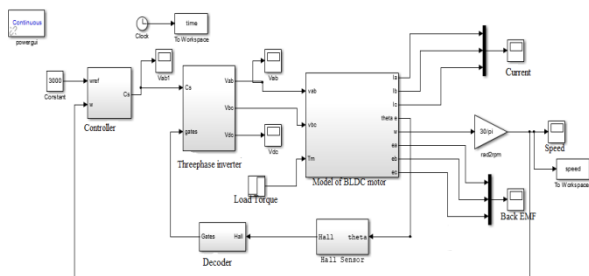 Continuous
powergui
Clock
time
To Workspace
3000
Constant
wref
w
Cs
Controller
Vabf
Cs
gates
Vab
Vbc
Vdc
Threephase inverter
Vab
Vdc
Load Torque
vab
vbc
Tm
Ia
Ib
Ic
theta e
w
ea
eb
ec
Model of BLDC motor
Current
30/pi
rad2rpm
Speed
speed
To Workspace
Back EMF
Gates
Hall
Decoder
Hall
theta
Hall Sensor